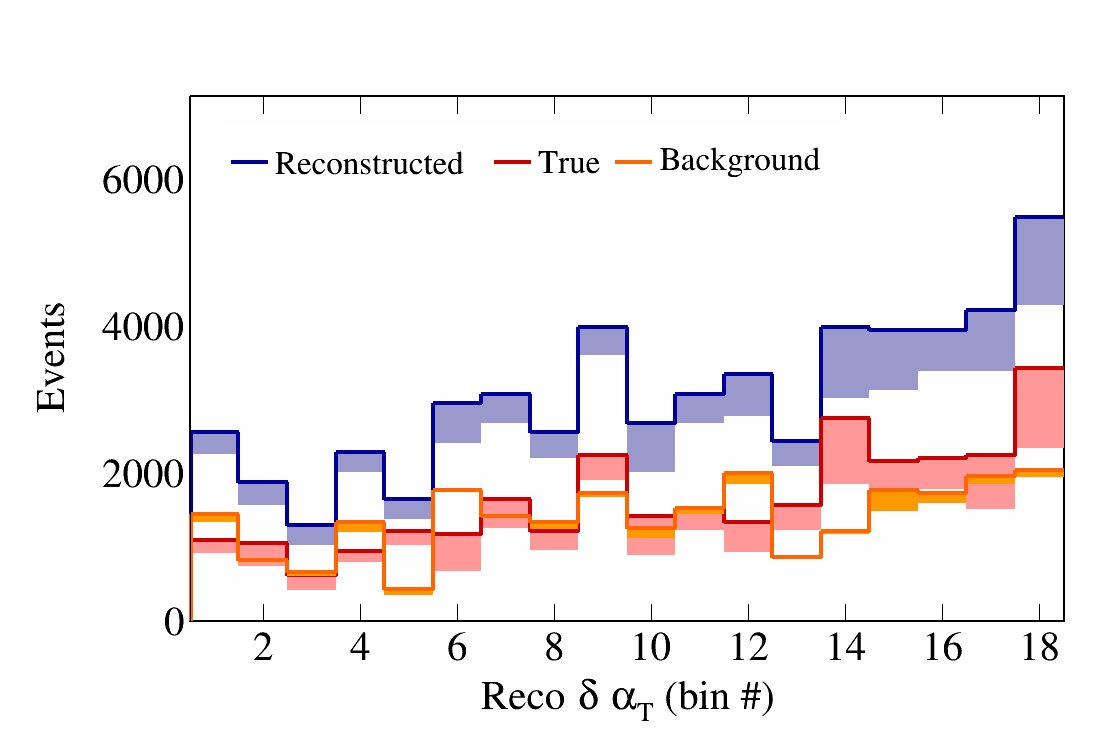 Reconstructed True Background
6000
4000
2000
0
Events
2 4 6 8 10 12 14 16 18
Reco δ α_T (bin #)